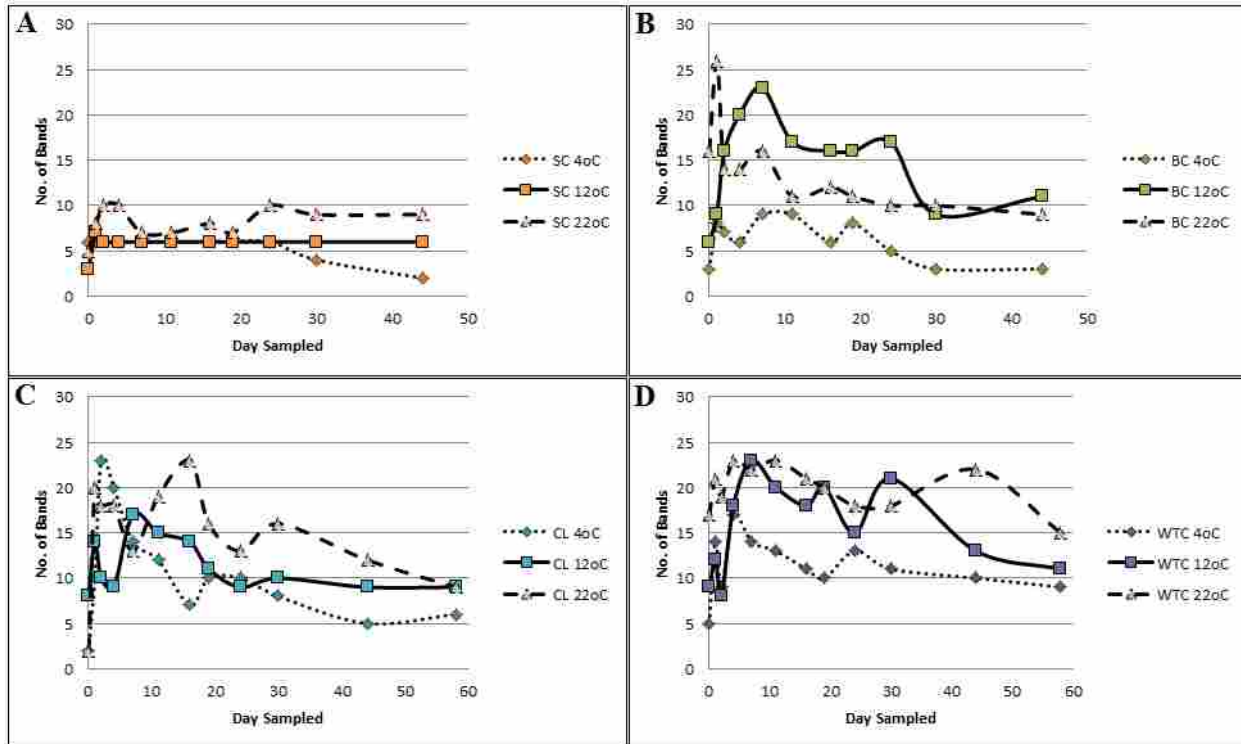 A
30
25
20
15
10
5
0
No. of Bands
0 10 20 30 40 50
Day Sampled
SC 4oC
SC 12oC
SC 22oC
B
30
25
20
15
10
5
0
No. of Bands
0 10 20 30 40 50
Day Sampled
BC 4oC
BC 12oC
BC 22oC
C
30
25
20
15
10
5
0
No. of Bands
0 10 20 30 40 50 60
Day Sampled
CL 4oC
CL 12oC
CL 22oC
D
30
25
20
15
10
5
0
No. of Bands
0 10 20 30 40 50 60
Day Sampled
WTC 4oC
WTC 12oC
WTC 22oC